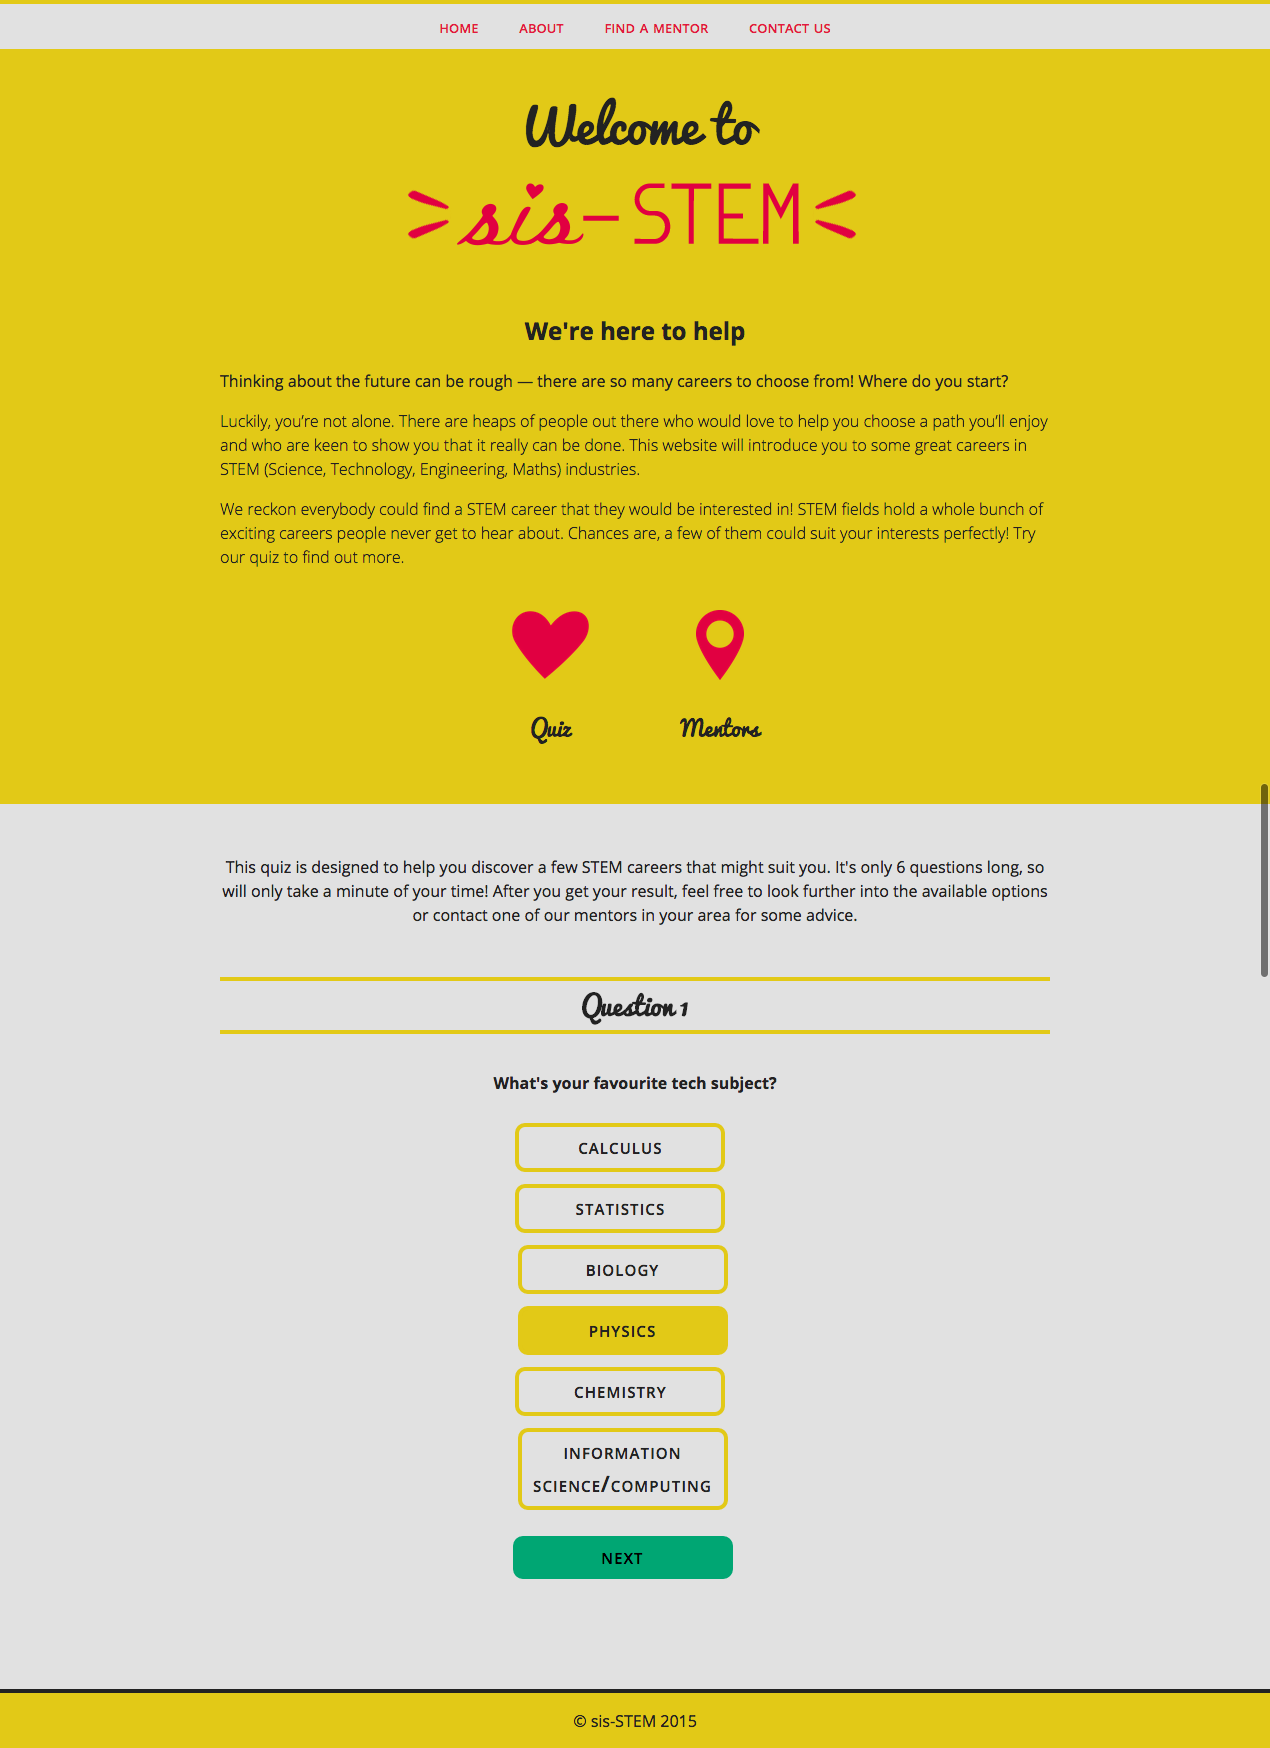 HOME ABOUT FIND A MENTOR CONTACT US
Welcome to
sis-STEM
We're here to help
Thinking about the future can be rough — there are so many careers to choose from! Where do you start?
Luckily, you’re not alone. There are heaps of people out there who would love to help you choose a path you’ll enjoy
and who are keen to show you that it really can be done. This website will introduce you to some great careers in
STEM (Science, Technology, Engineering, Maths) industries.
We reckon everybody could find a STEM career that they would be interested in! STEM fields hold a whole bunch of
exciting careers people never get to hear about. Chances are, a few of them could suit your interests perfectly! Try
our quiz to find out more.
Quiz Mentors
This quiz is designed to help you discover a few STEM careers that might suit you. It's only 6 questions long, so
will only take a minute of your time! After you get your result, feel free to look further into the available options
or contact one of our mentors in your area for some advice.
Question 1
What's your favourite tech subject?
CALCULUS
STATISTICS
BIOLOGY
PHYSICS
CHEMISTRY
INFORMATION
SCIENCE/COMPUTING
NEXT
© sis-STEM 2015